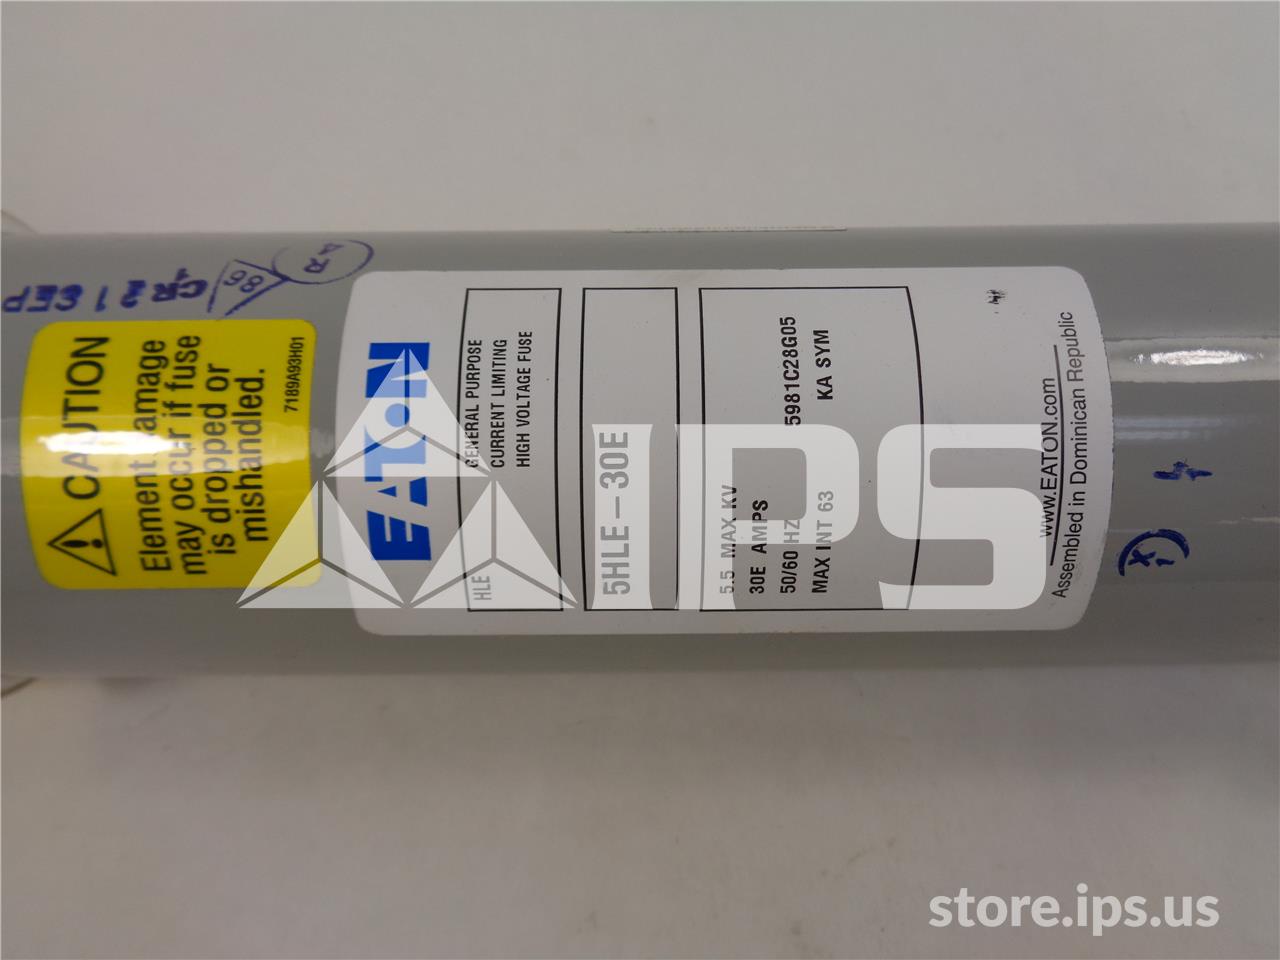 CAUTION
Element damage
may occur if fuse
is dropped or
mishandled.
7189A93H01
EATON
HLE GENERAL PURPOSE
CURRENT LIMITING
HIGH VOLTAGE FUSE
5HLE-30E
5.5 MAX KV
30E AMPS
50/60 HZ 5981C28G05
MAX INT 63 KA SYM
www.EATON.com
Assembled in Dominican Republic
IPS
store.ips.us